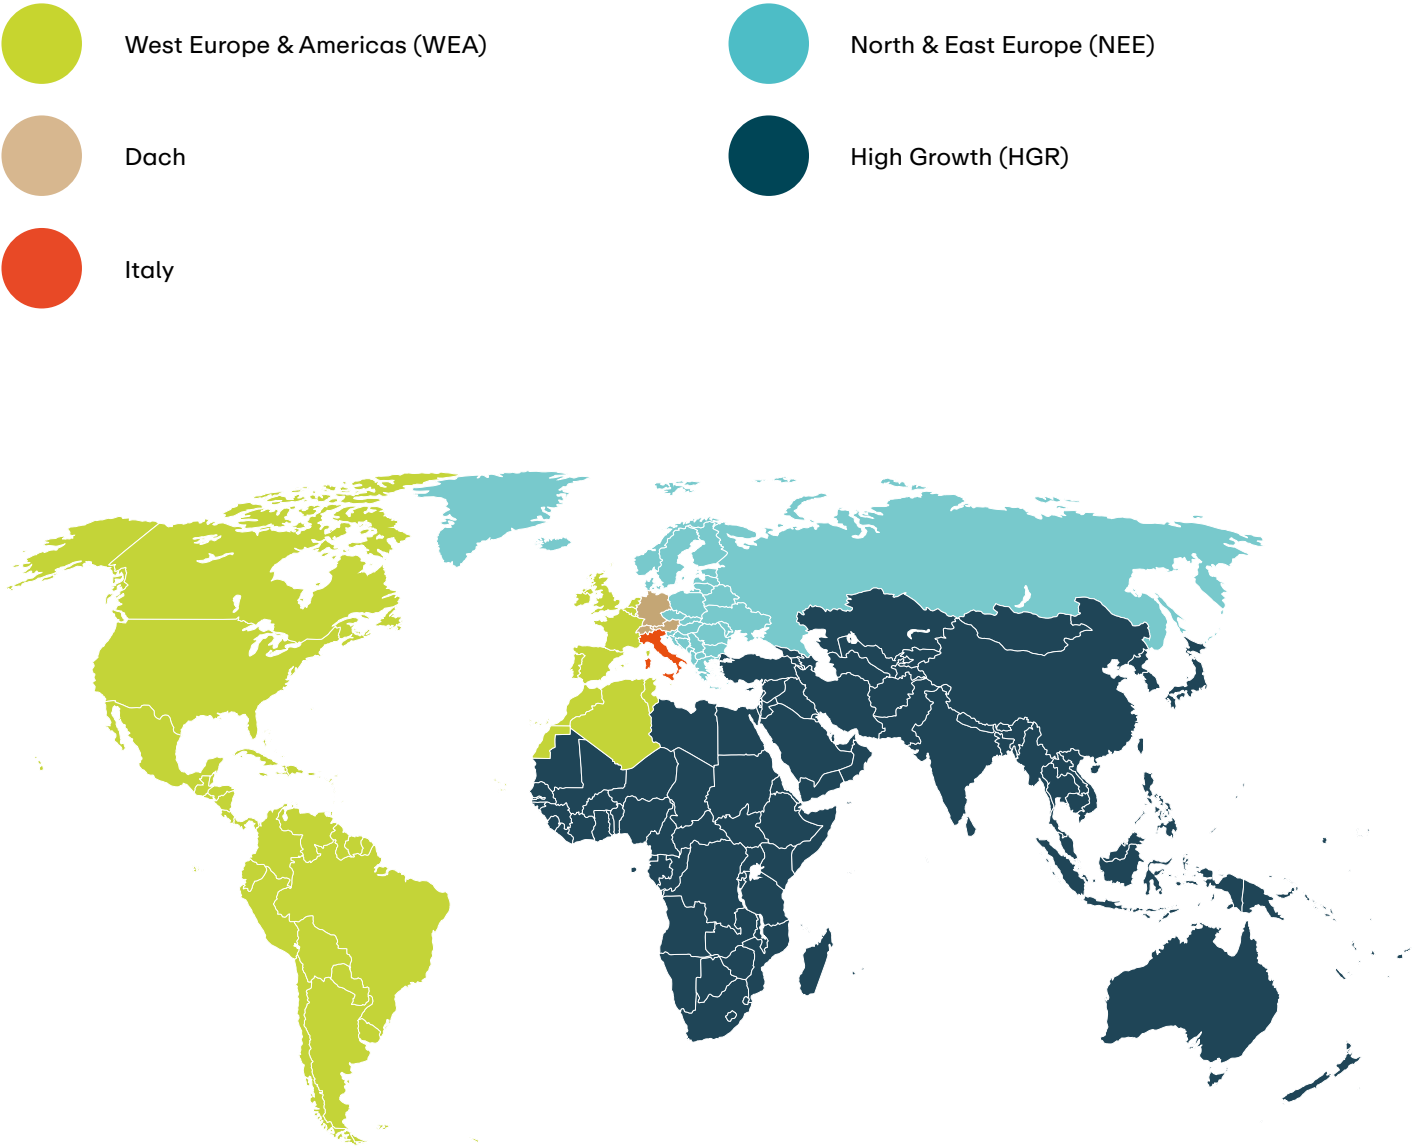 West Europe & Americas (WEA)
Dach
Italy
North & East Europe (NEE)
High Growth (HGR)